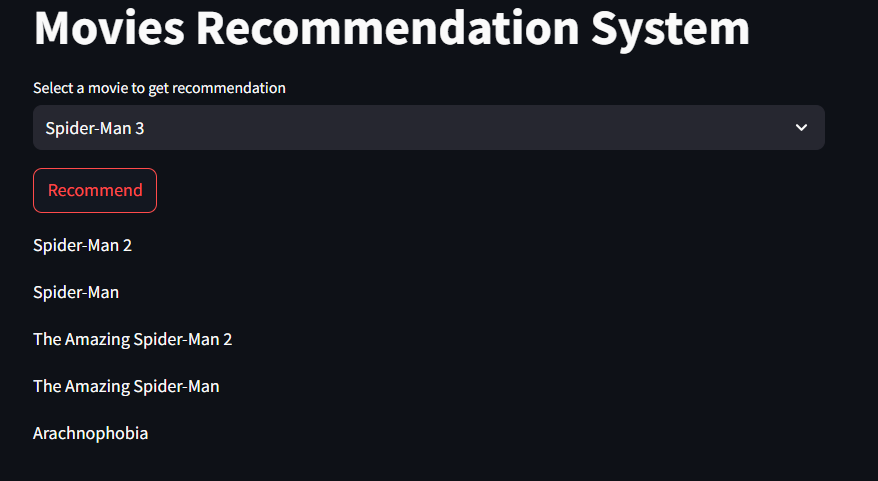 Movies Recommendation System
Select a movie to get recommendation
Spider-Man 3
Recommend
Spider-Man 2
Spider-Man
The Amazing Spider-Man 2
The Amazing Spider-Man
Arachnophobia